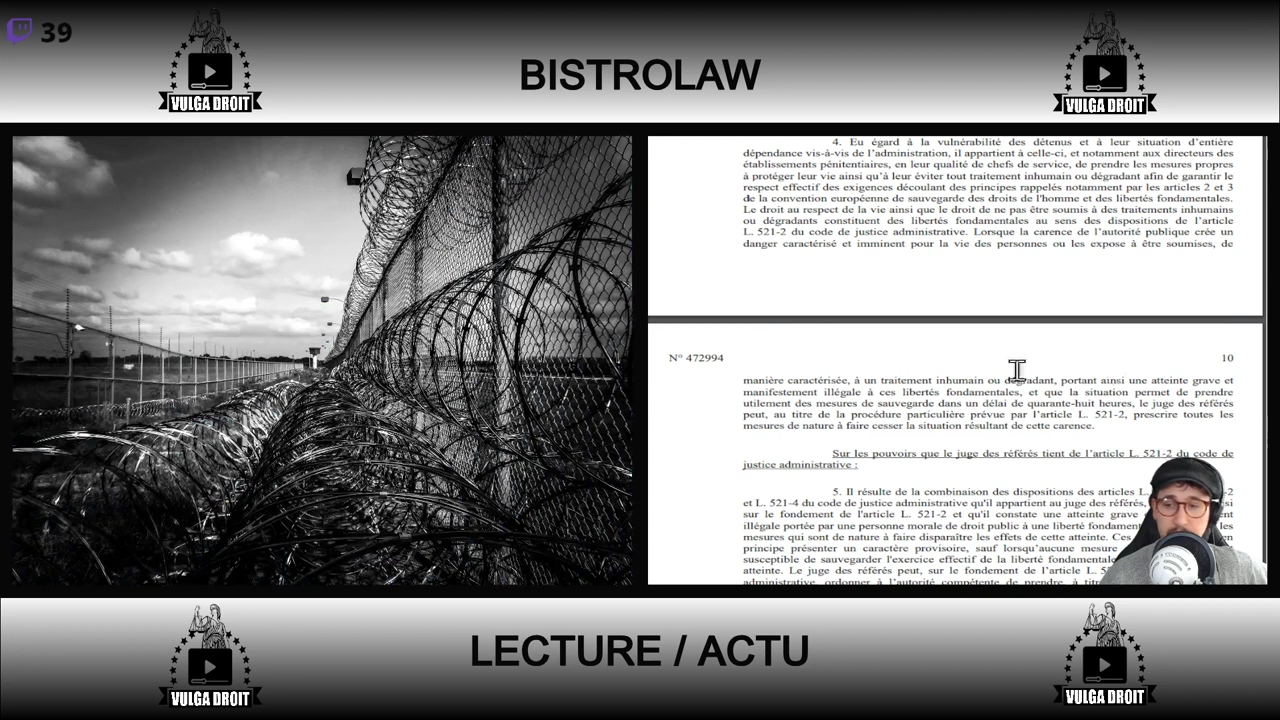 39
VULGA DROIT
BISTROLAW
VULGA DROIT
4. Eu égard à la vulnérabilité des détenus et à leur situation d'entière
dépendance vis-à-vis de l'administration, il appartient à celle-ci, et notamment aux directeurs des
établissements pénitentiaires, en leur qualité de chefs de service, de prendre les mesures propres
à protéger leur vie ainsi qu'à leur éviter tout traitement inhumain ou dégradant afin de garantir le
respect effectif des exigences découlant des principes rappelés notamment par les articles 2 et 3
de la convention européenne de sauvegarde des droits de l'homme et des libertés fondamentales.
Le droit au respect de la vie ainsi que le droit de ne pas être soumis à des traitements inhumains
ou dégradants constituent des libertés fondamentales au sens des dispositions de l'article
L. 521-2 du code de justice administrative. Lorsque la carence de l'autorité publique crée un
danger caractérisé et imminent pour la vie des personnes ou les expose à être soumises, de
N° 472994 10
manière caractérisée, à un traitement inhumain ou dégradant, portant ainsi une atteinte grave et
manifestement illégale à ces libertés fondamentales, et que la situation permet de prendre
utilement des mesures de sauvegarde dans un délai de quarante-huit heures, le juge des référés
peut, au titre de la procédure particulière prévue par l'article L. 521-2, prescrire toutes les
mesures de nature à faire cesser la situation résultant de cette carence.
Sur les pouvoirs que le juge des référés tient de l'article L. 521-2 du code de
justice administrative :
5. Il résulte de la combinaison des dispositions des articles L. -2
et L. 521-4 du code de justice administrative qu'il appartient au juge des référés, si
sur le fondement de l'article L. 521-2 et qu'il constate une atteinte grave ent
illégale portée par une personne morale de droit public à une liberté fondament les
mesures qui sont de nature à faire disparaître les effets de cette atteinte. Ces en
principe présenter un caractère provisoire, sauf lorsqu'aucune mesure
susceptible de sauvegarder l'exercice effectif de la liberté fondamentale
atteinte. Le juge des référés peut, sur le fondement de l'article L. 52
administrative, ordonner à l'autorité compétente de prendre, à titr
VULGA DROIT
LECTURE / ACTU
VULGA DROIT